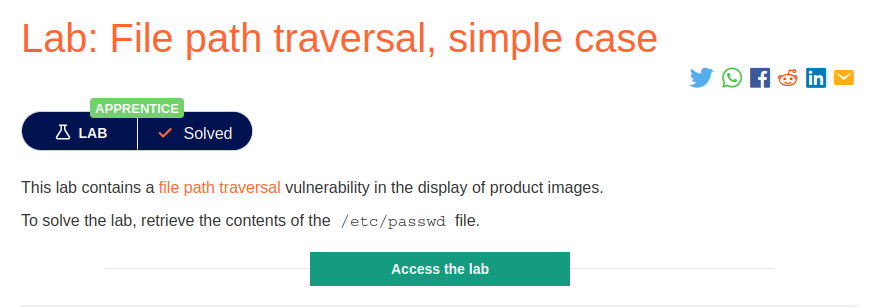 Lab: File path traversal, simple case
APPRENTICE
LAB Solved
This lab contains a file path traversal vulnerability in the display of product images.
To solve the lab, retrieve the contents of the /etc/passwd file.
Access the lab